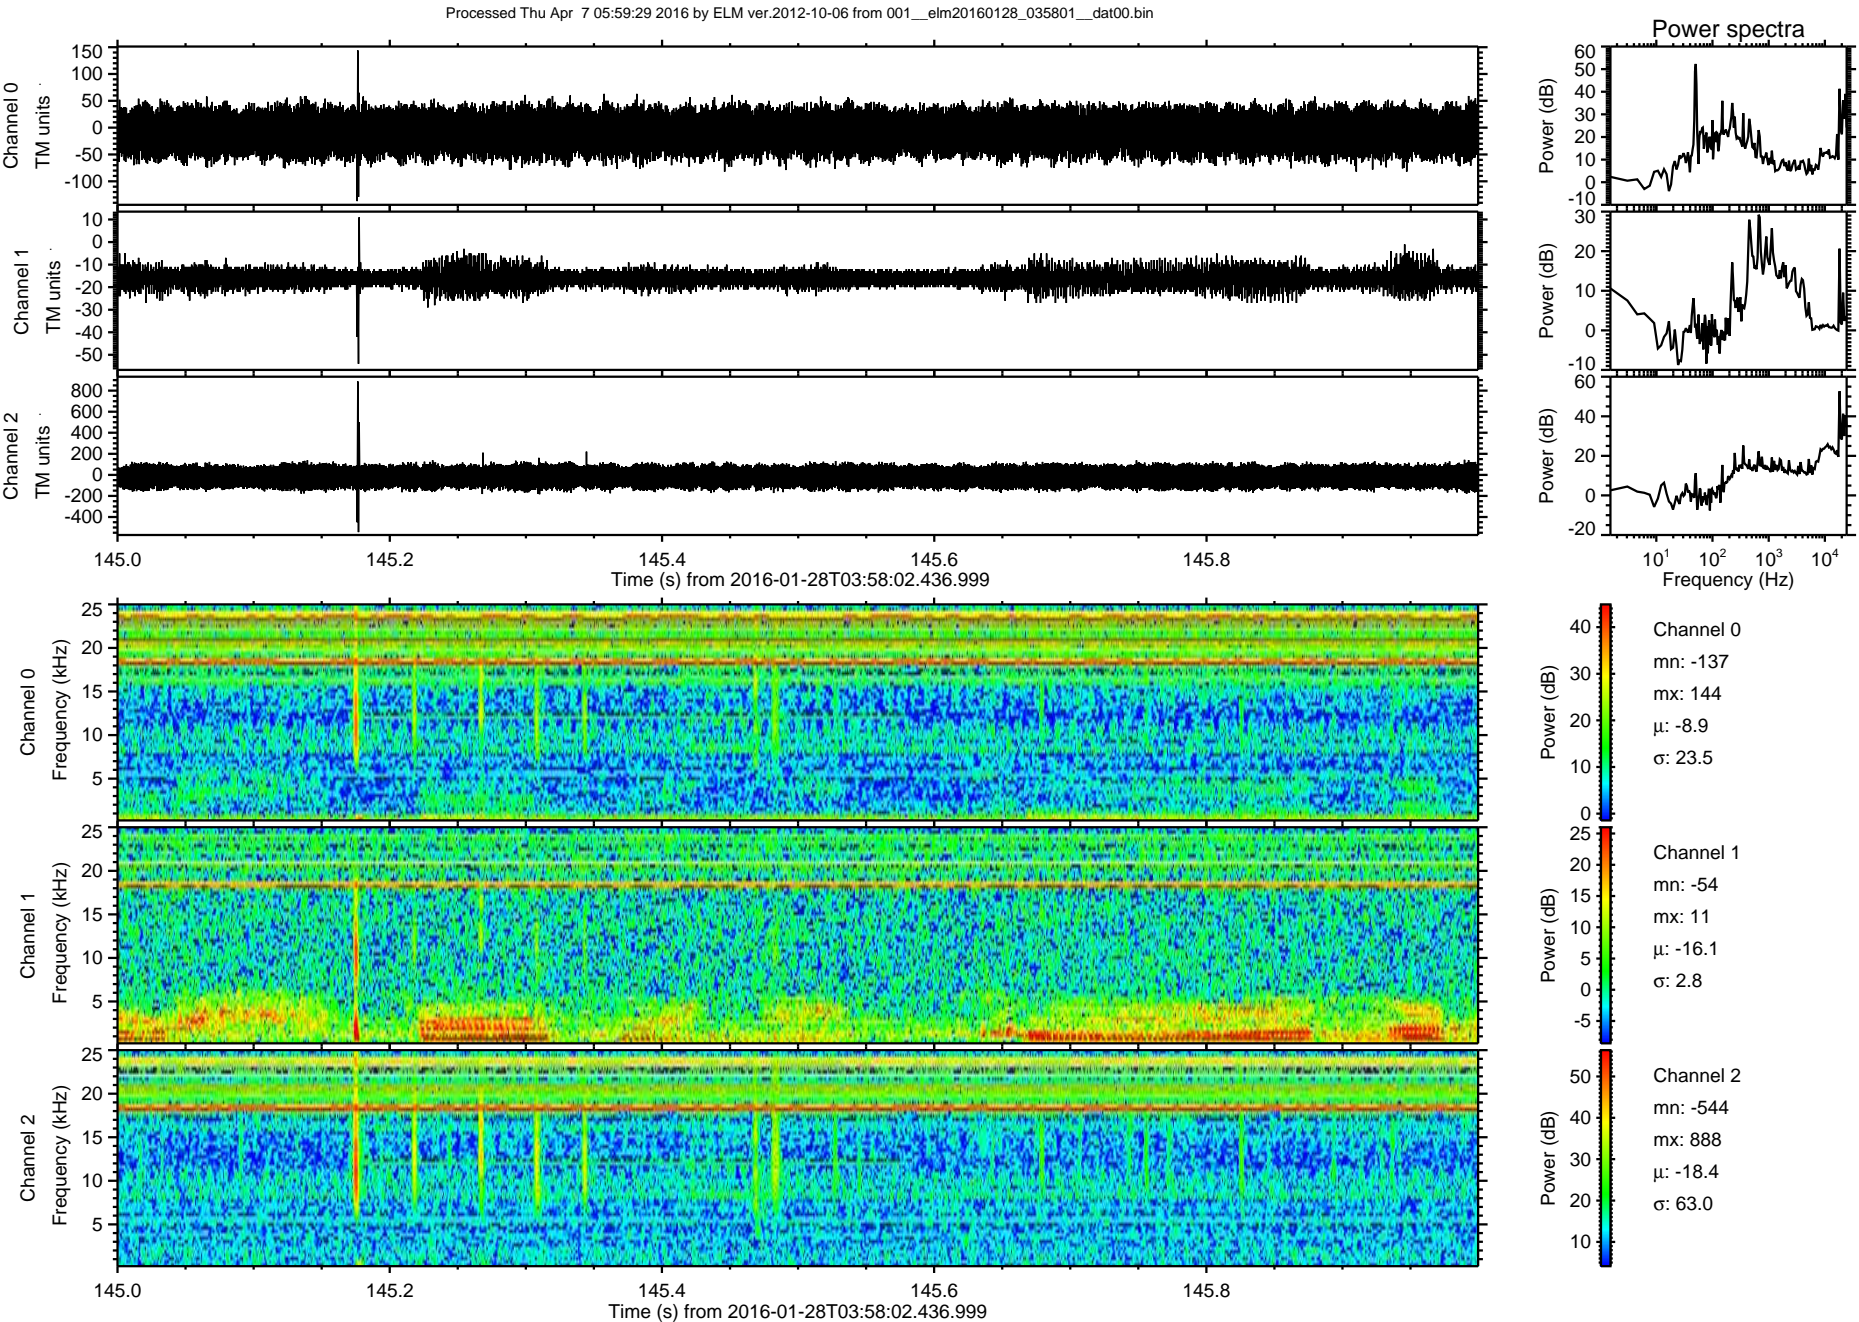 Processed Thu Apr  7 05:59:29 2016 by ELM ver.2012-10-06 from 001__elm20160128_035801__dat00.bin
Power spectra
Channel 0
TM units
150
100
50
0
-50
-100
Power (dB)
60
50
40
30
20
10
0
-10
Channel 1
TM units
10
0
-10
-20
-30
-40
-50
Power (dB)
30
20
10
0
-10
Channel 2
TM units
800
600
400
200
0
-200
-400
Power (dB)
60
40
20
0
-20
145.0 145.2 145.4 145.6 145.8
Time (s) from 2016-01-28T03:58:02.436.999
10¹ 10² 10³ 10⁴
Frequency (Hz)
Channel 0
Frequency (kHz)
25
20
15
10
5
Power (dB)
40
30
20
10
0
Channel 0
mn: -137
mx: 144
μ: -8.9
σ: 23.5
Channel 1
Frequency (kHz)
25
20
15
10
5
Power (dB)
25
20
15
10
5
0
-5
Channel 1
mn: -54
mx: 11
μ: -16.1
σ: 2.8
Channel 2
Frequency (kHz)
25
20
15
10
5
Power (dB)
50
40
30
20
10
Channel 2
mn: -544
mx: 888
μ: -18.4
σ: 63.0
145.0 145.2 145.4 145.6 145.8
Time (s) from 2016-01-28T03:58:02.436.999